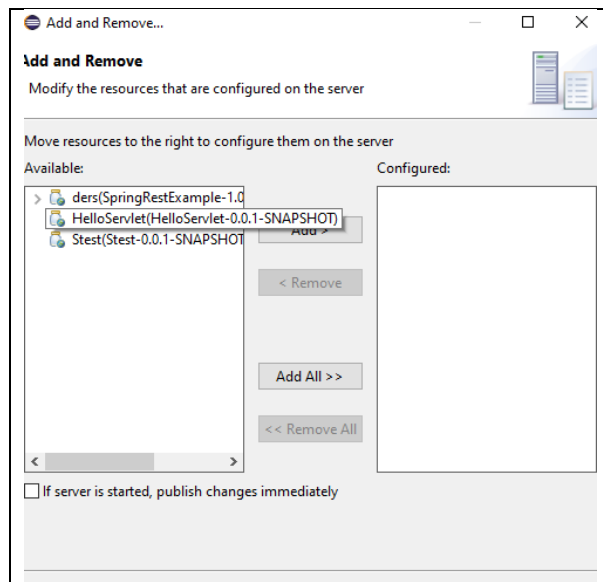 Add and Remove...
Add and Remove
Modify the resources that are configured on the server
Move resources to the right to configure them on the server
Available:
Configured:
ders(SpringRestExample-1.0
HelloServlet(HelloServlet-0.0.1-SNAPSHOT)
Add >
Stest(Stest-0.0.1-SNAPSHOT
< Remove
Add All >>
<< Remove All
If server is started, publish changes immediately